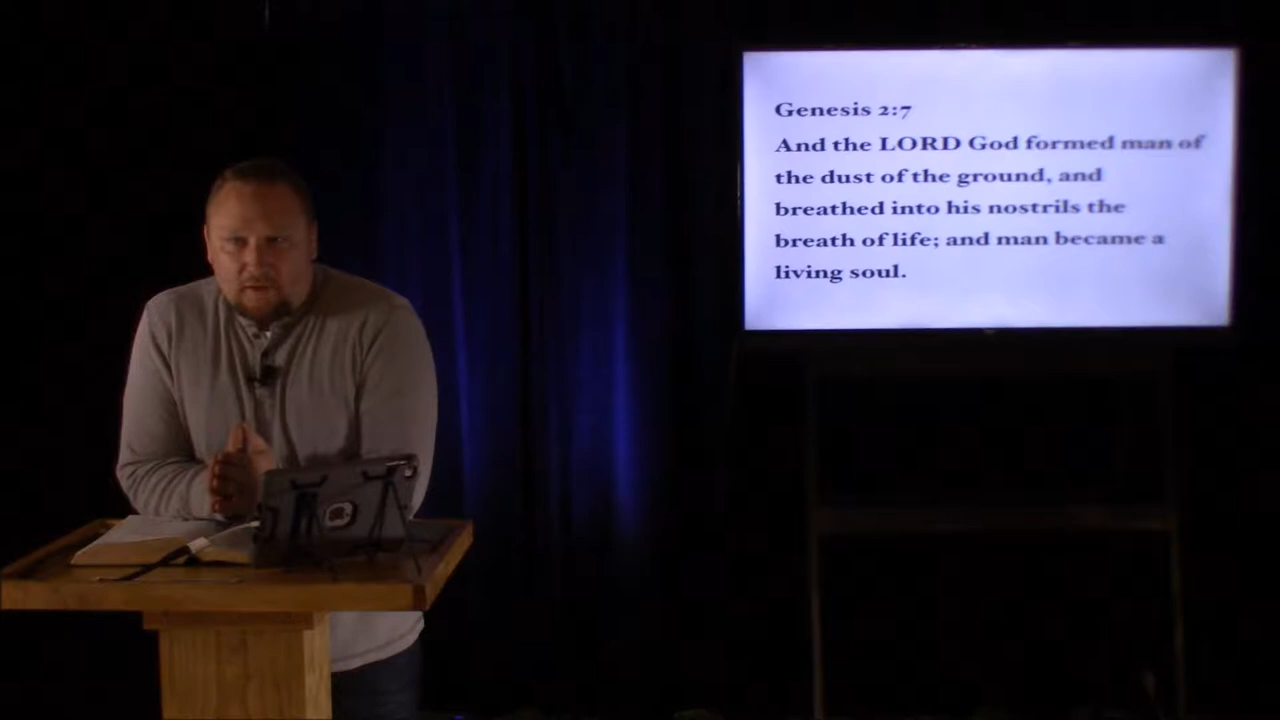 Genesis 2:7
And the LORD God formed man of
the dust of the ground, and
breathed into his nostrils the
breath of life; and man became a
living soul.